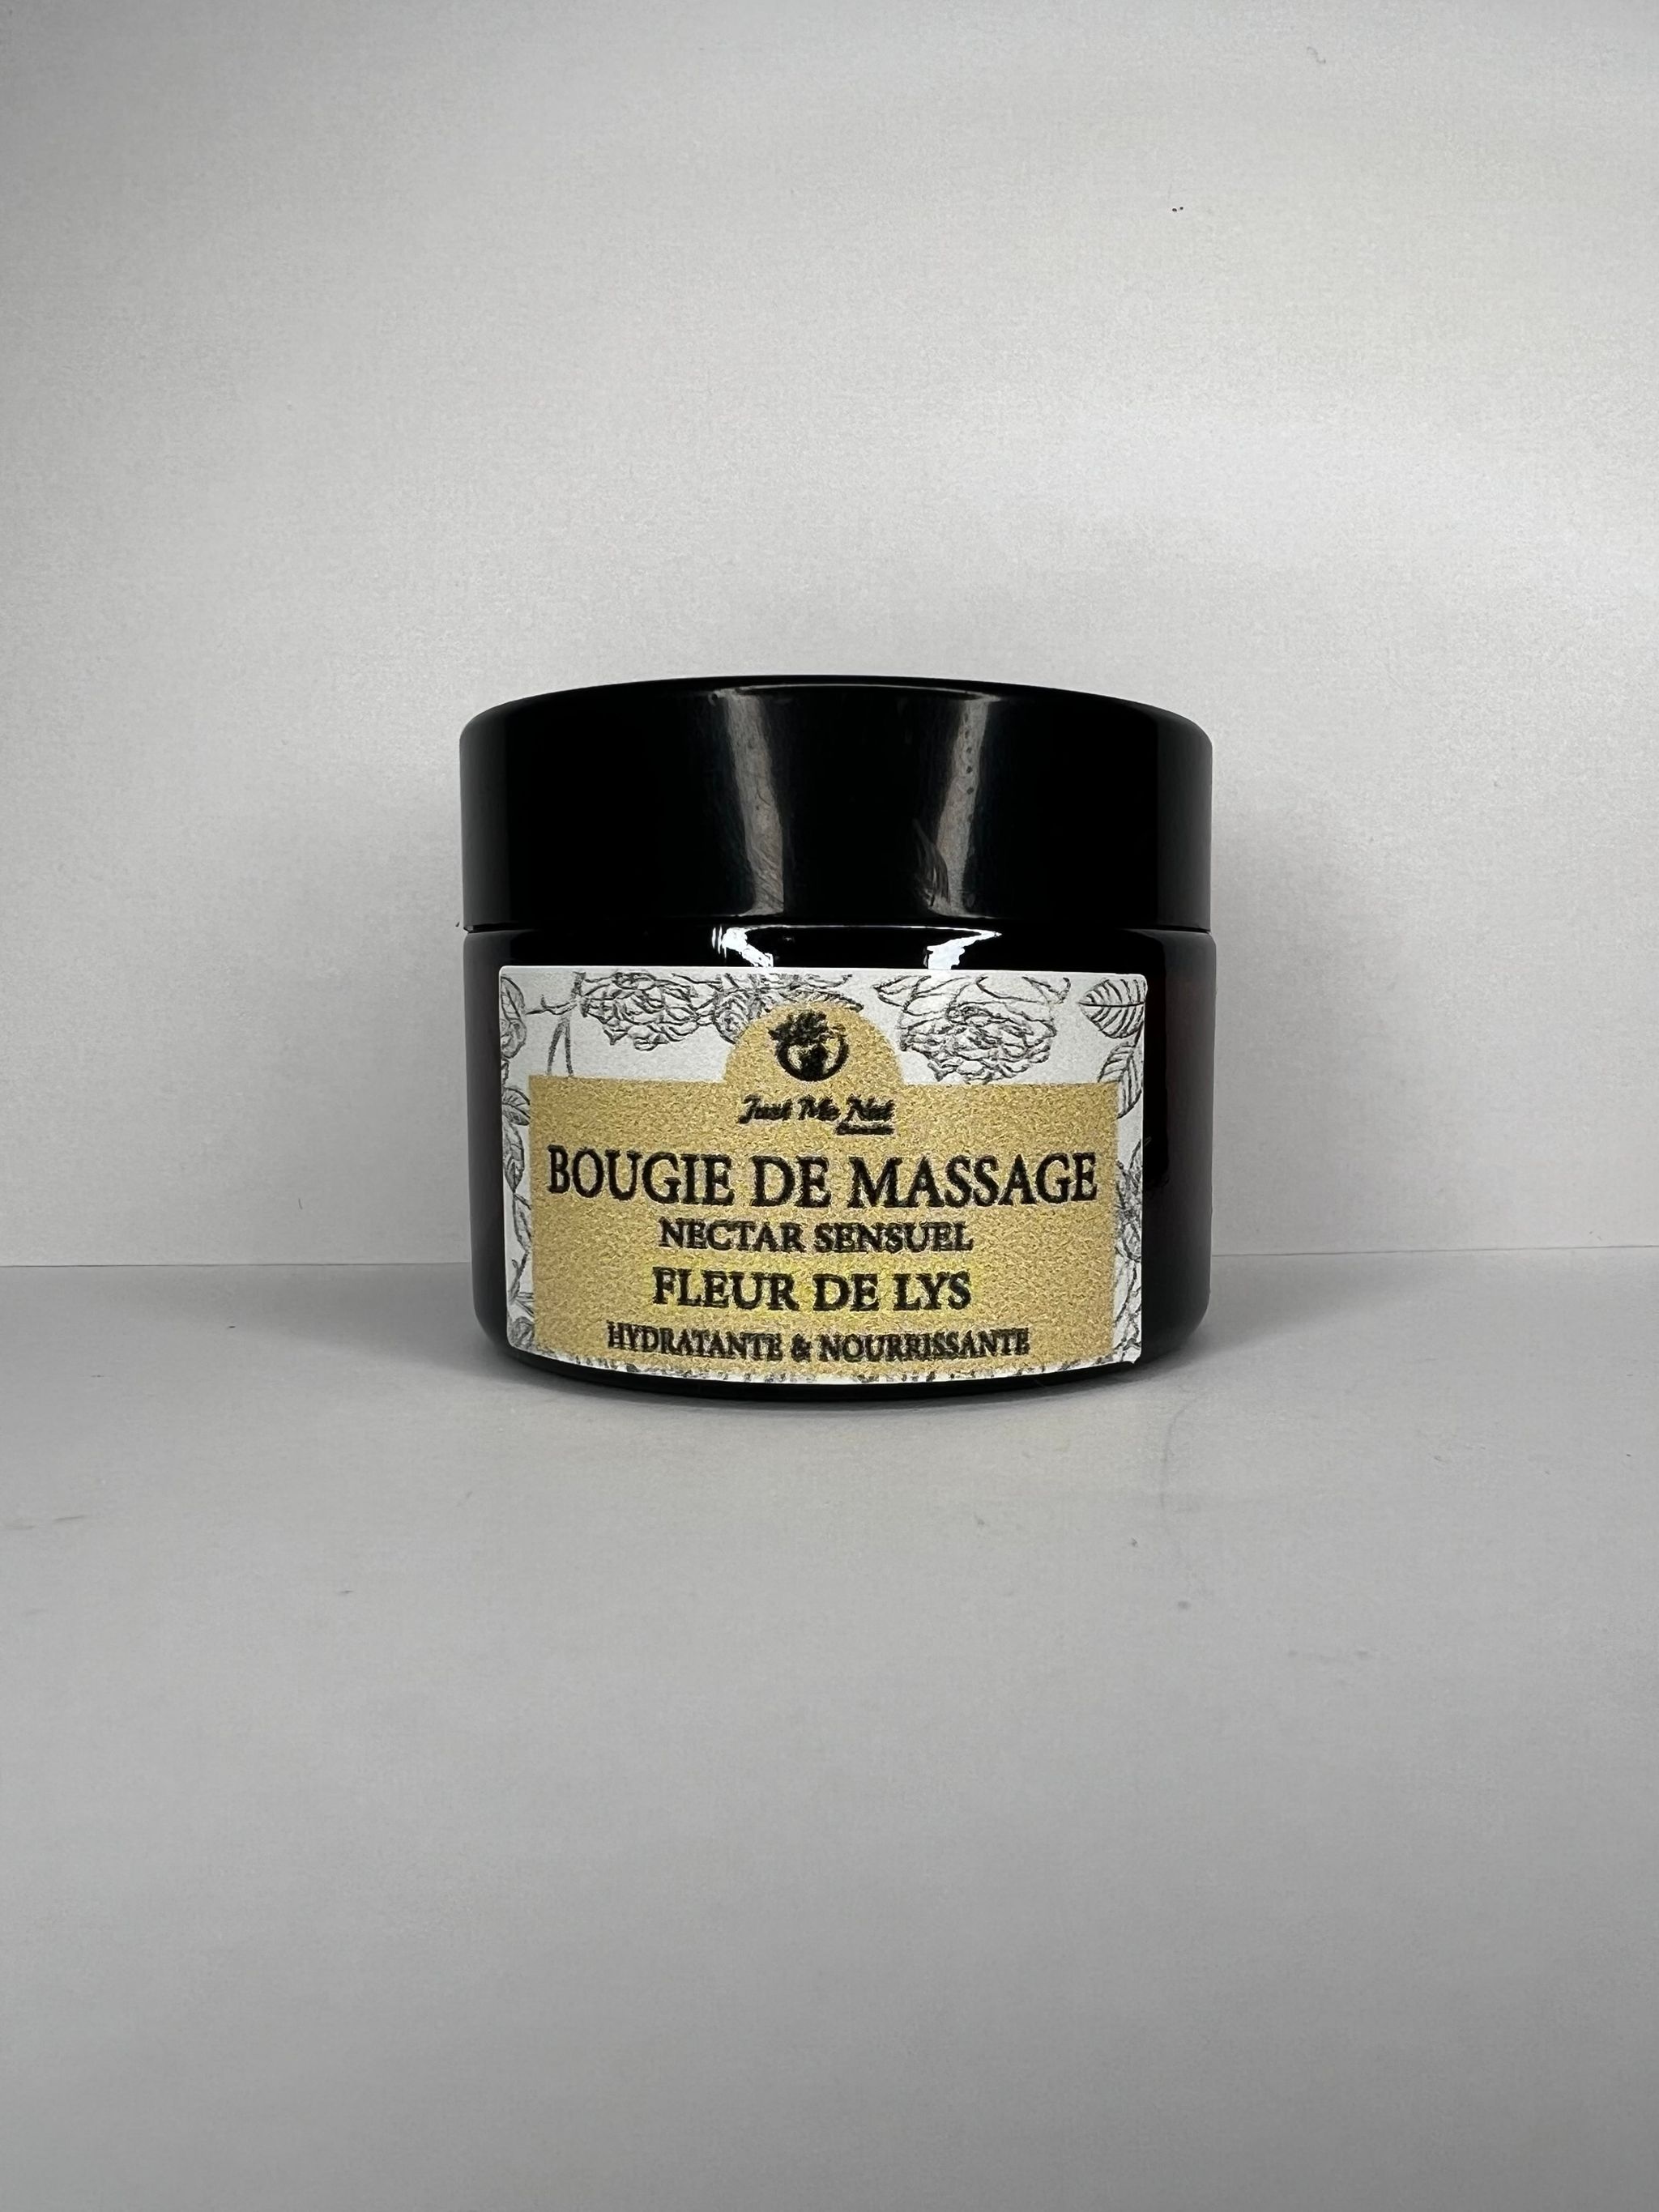 Just Me Nat
BOUGIE DE MASSAGE
NECTAR SENSUEL
FLEUR DE LYS
HYDRATANTE & NOURRISSANTE